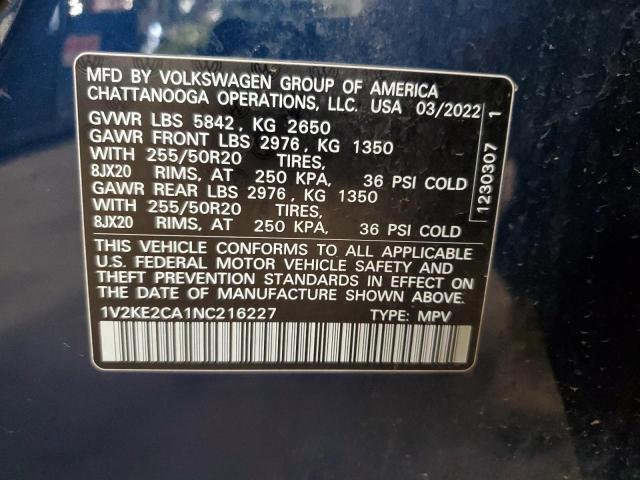 MFD BY VOLKSWAGEN GROUP OF AMERICA
CHATTANOOGA OPERATIONS, LLC. USA 03/2022
GVWR LBS 5842, KG 2650
GAWR FRONT LBS 2976, KG 1350
WITH 255/50R20 TIRES,
8JX20 RIMS, AT 250 KPA, 36 PSI COLD
GAWR REAR LBS 2976, KG 1350
WITH 255/50R20 TIRES,
8JX20 RIMS, AT 250 KPA, 36 PSI COLD
THIS VEHICLE CONFORMS TO ALL APPLICABLE
U.S. FEDERAL MOTOR VEHICLE SAFETY AND
THEFT PREVENTION STANDARDS IN EFFECT ON
THE DATE OF MANUFACTURE SHOWN ABOVE.
1V2KE2CA1NC216227 TYPE: MPV
1230307 1